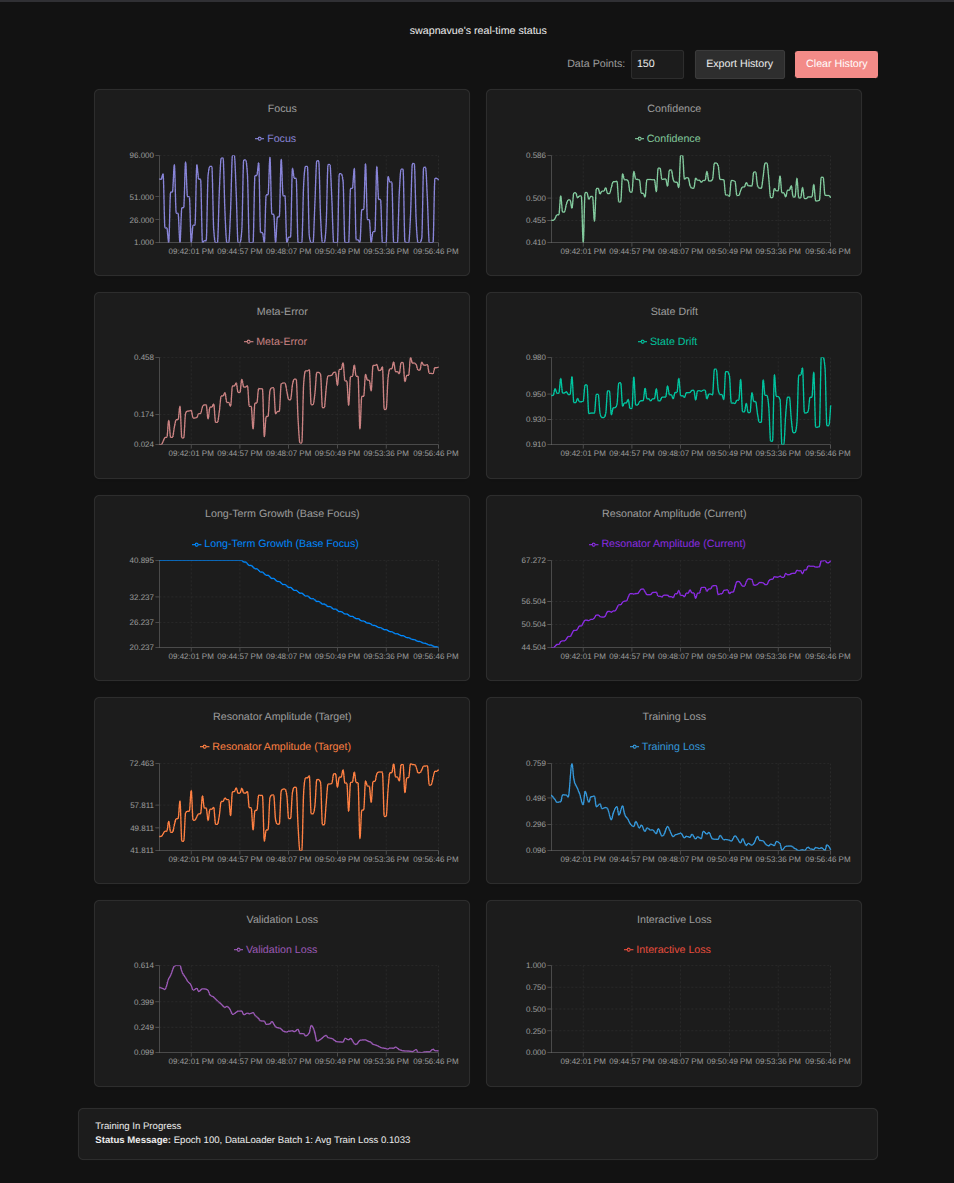 swapnavue's real-time status
Data Points: 150 Export History Clear History
Focus
Focus
96.000
51.000
26.000
1.000
09:42:01 PM 09:44:57 PM 09:48:07 PM 09:50:49 PM 09:53:36 PM 09:56:46 PM
Confidence
Confidence
0.586
0.500
0.455
0.410
09:42:01 PM 09:44:57 PM 09:48:07 PM 09:50:49 PM 09:53:36 PM 09:56:46 PM
Meta-Error
Meta-Error
0.458
0.174
0.024
09:42:01 PM 09:44:57 PM 09:48:07 PM 09:50:49 PM 09:53:36 PM 09:56:46 PM
State Drift
State Drift
0.980
0.950
0.930
0.910
09:42:01 PM 09:44:57 PM 09:48:07 PM 09:50:49 PM 09:53:36 PM 09:56:46 PM
Long-Term Growth (Base Focus)
Long-Term Growth (Base Focus)
40.895
32.237
26.237
20.237
09:42:01 PM 09:44:57 PM 09:48:07 PM 09:50:49 PM 09:53:36 PM 09:56:46 PM
Resonator Amplitude (Current)
Resonator Amplitude (Current)
67.272
56.504
50.504
44.504
09:42:01 PM 09:44:57 PM 09:48:07 PM 09:50:49 PM 09:53:36 PM 09:56:46 PM
Resonator Amplitude (Target)
Resonator Amplitude (Target)
72.463
57.811
49.811
41.811
09:42:01 PM 09:44:57 PM 09:48:07 PM 09:50:49 PM 09:53:36 PM 09:56:46 PM
Training Loss
Training Loss
0.759
0.496
0.296
0.096
09:42:01 PM 09:44:57 PM 09:48:07 PM 09:50:49 PM 09:53:36 PM 09:56:46 PM
Validation Loss
Validation Loss
0.614
0.399
0.249
0.099
09:42:01 PM 09:44:57 PM 09:48:07 PM 09:50:49 PM 09:53:36 PM 09:56:46 PM
Interactive Loss
Interactive Loss
1.000
0.750
0.500
0.250
0.000
09:42:01 PM 09:44:57 PM 09:48:07 PM 09:50:49 PM 09:53:36 PM 09:56:46 PM
Training In Progress
Status Message: Epoch 100, DataLoader Batch 1: Avg Train Loss 0.1033